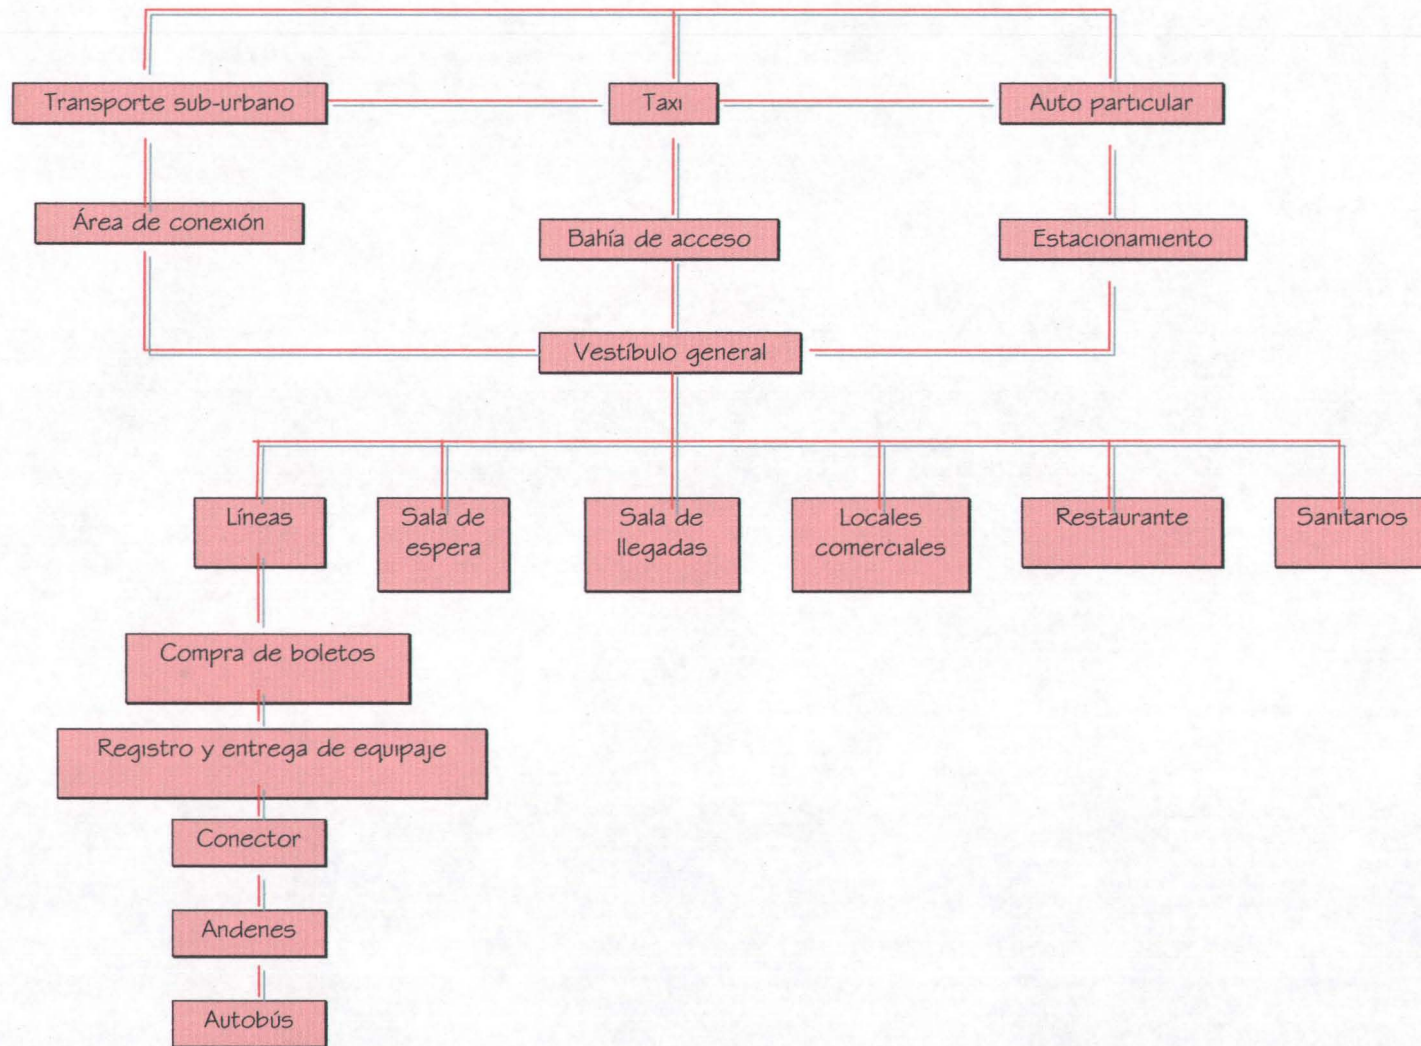 Transporte sub-urbano
Taxi
Auto particular
Área de conexión
Bahía de acceso
Estacionamiento
Vestíbulo general
Líneas
Sala de
espera
Sala de
llegadas
Locales
comerciales
Restaurante
Sanitarios
Compra de boletos
Registro y entrega de equipaje
Conector
Andenes
Autobús